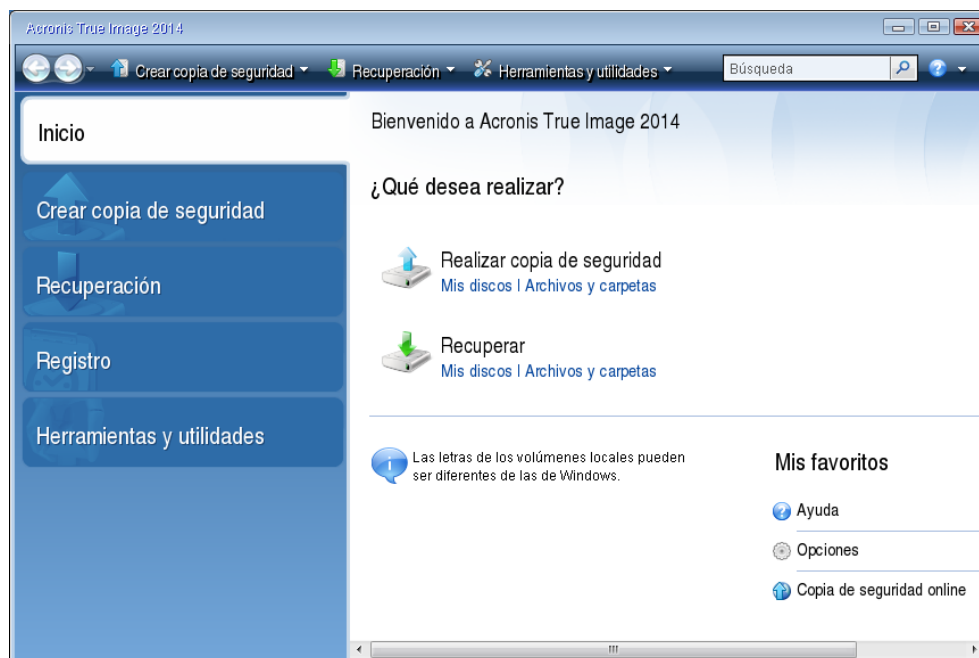 Acronis True Image 2014
Crear copia de seguridad
Recuperación
Herramientas y utilidades
Búsqueda
Inicio
Crear copia de seguridad
Recuperación
Registro
Herramientas y utilidades
Bienvenido a Acronis True Image 2014
¿Qué desea realizar?
Realizar copia de seguridad
Mis discos | Archivos y carpetas
Recuperar
Mis discos | Archivos y carpetas
Las letras de los volúmenes locales pueden
ser diferentes de las de Windows.
Mis favoritos
Ayuda
Opciones
Copia de seguridad online